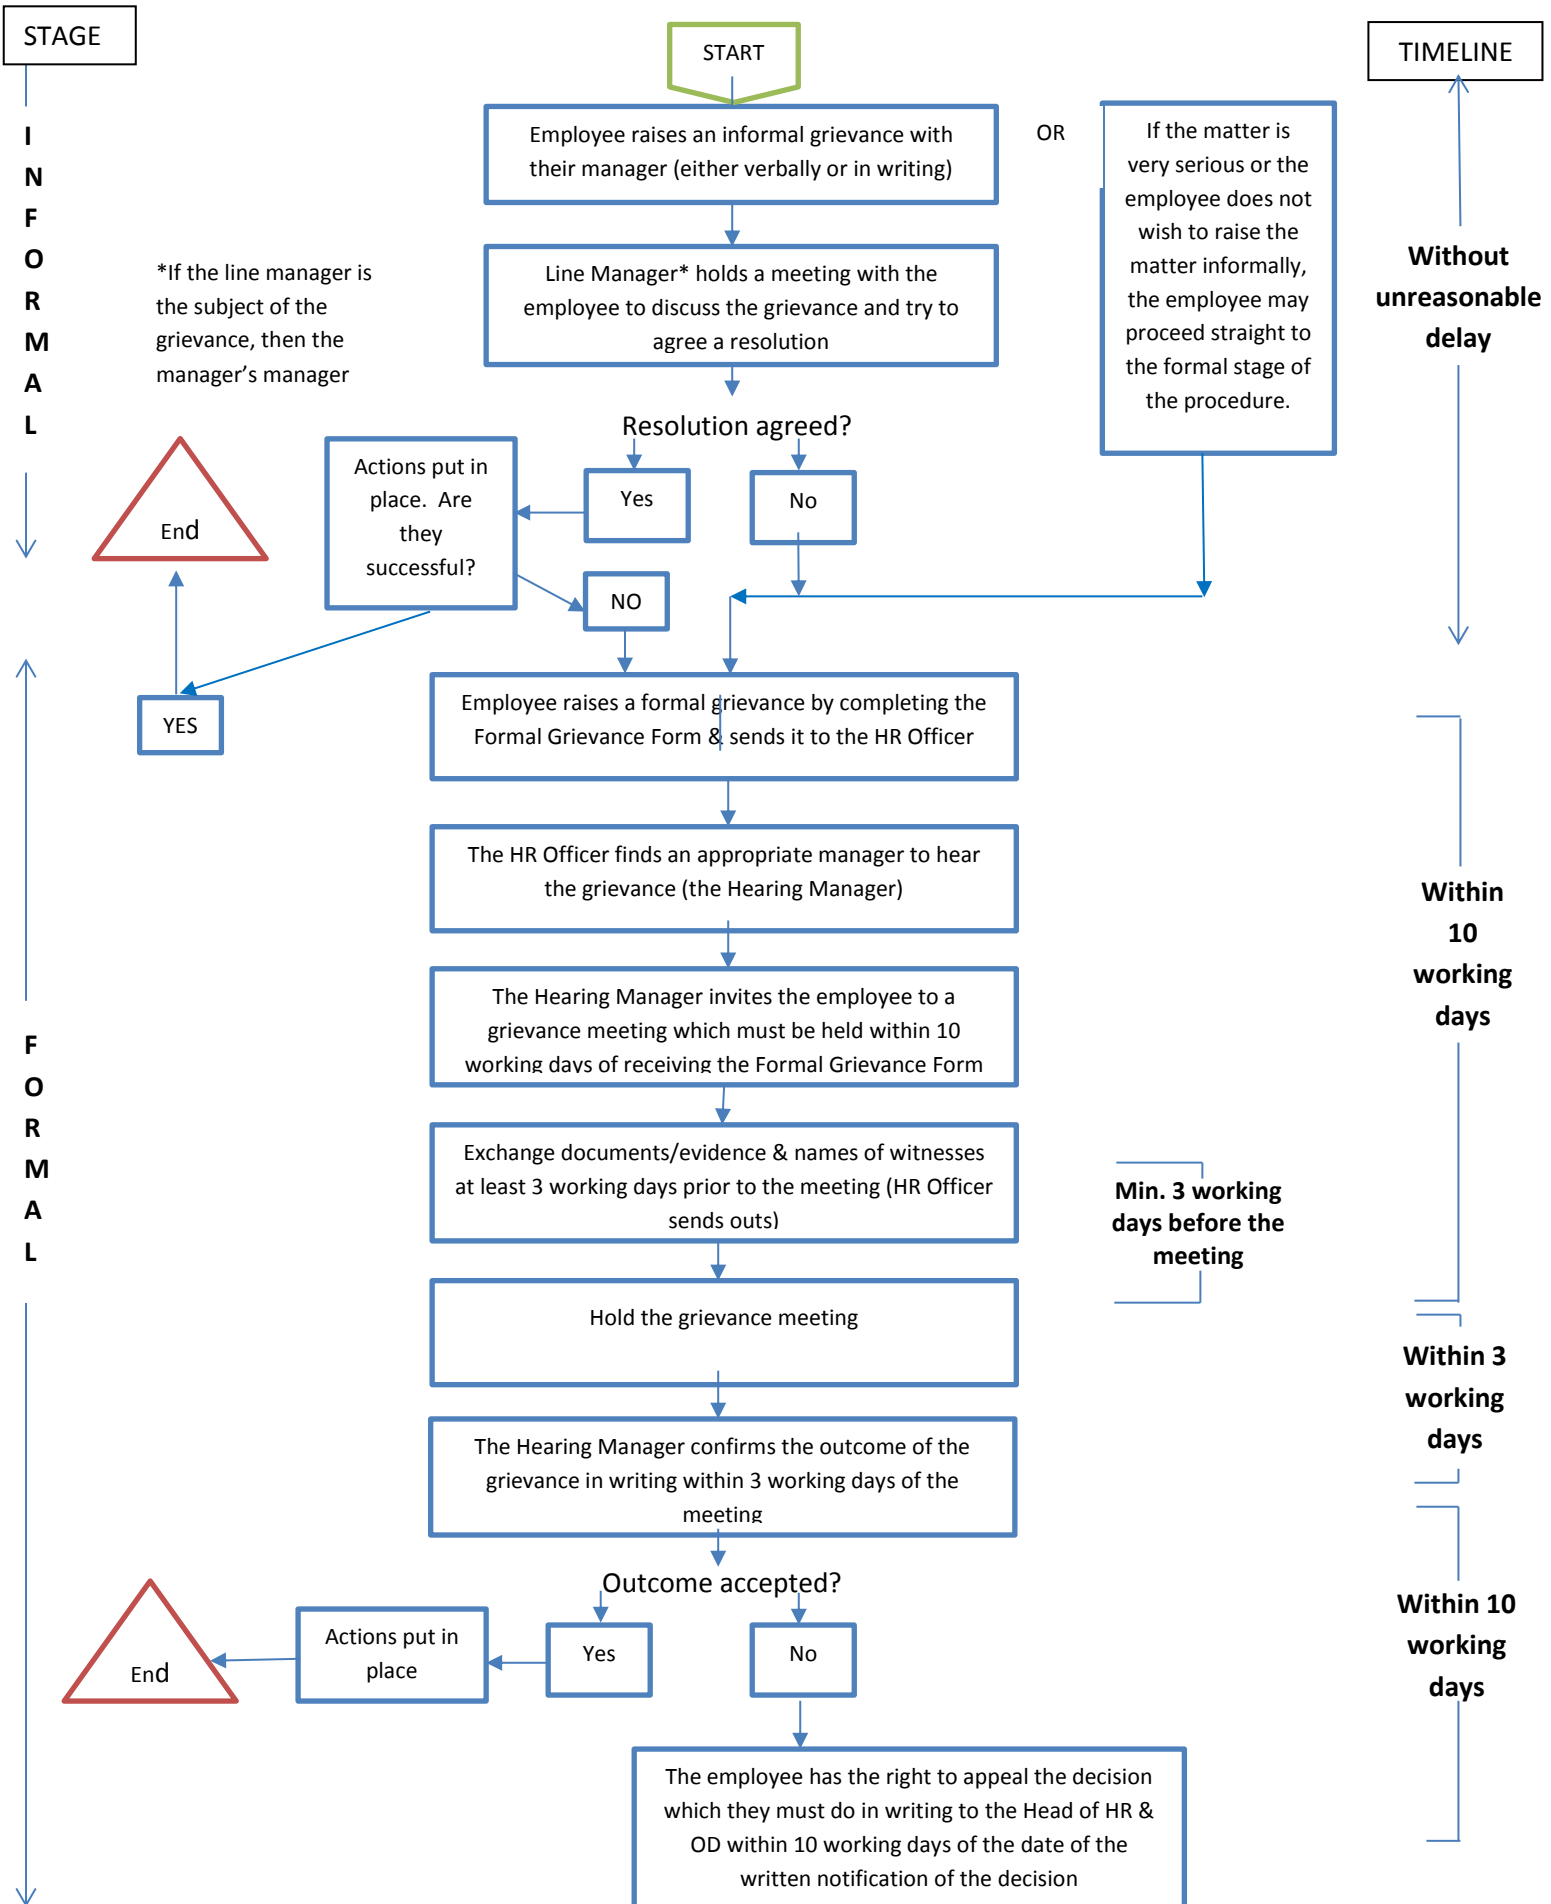 STAGE
START
TIMELINE
I
N
F
O
R
M
A
L
Employee raises an informal grievance with
their manager (either verbally or in writing)
OR
If the matter is
very serious or the
employee does not
wish to raise the
matter informally,
the employee may
proceed straight to
the formal stage of
the procedure.
Without
unreasonable
delay
*If the line manager is
the subject of the
grievance, then the
manager's manager
Line Manager* holds a meeting with the
employee to discuss the grievance and try to
agree a resolution
Resolution agreed?
Actions put in
place. Are
they
successful?
Yes
No
End
NO
YES
Employee raises a formal grievance by completing the
Formal Grievance Form & sends it to the HR Officer
The HR Officer finds an appropriate manager to hear
the grievance (the Hearing Manager)
Within
10
working
days
The Hearing Manager invites the employee to a
grievance meeting which must be held within 10
working days of receiving the Formal Grievance Form
F
O
R
M
A
L
Exchange documents/evidence & names of witnesses
at least 3 working days prior to the meeting (HR Officer
sends outs)
Min. 3 working
days before the
meeting
Hold the grievance meeting
Within 3
working
days
The Hearing Manager confirms the outcome of the
grievance in writing within 3 working days of the
meeting
Outcome accepted?
Yes
No
Actions put in
place
End
Within 10
working
days
The employee has the right to appeal the decision
which they must do in writing to the Head of HR &
OD within 10 working days of the date of the
written notification of the decision